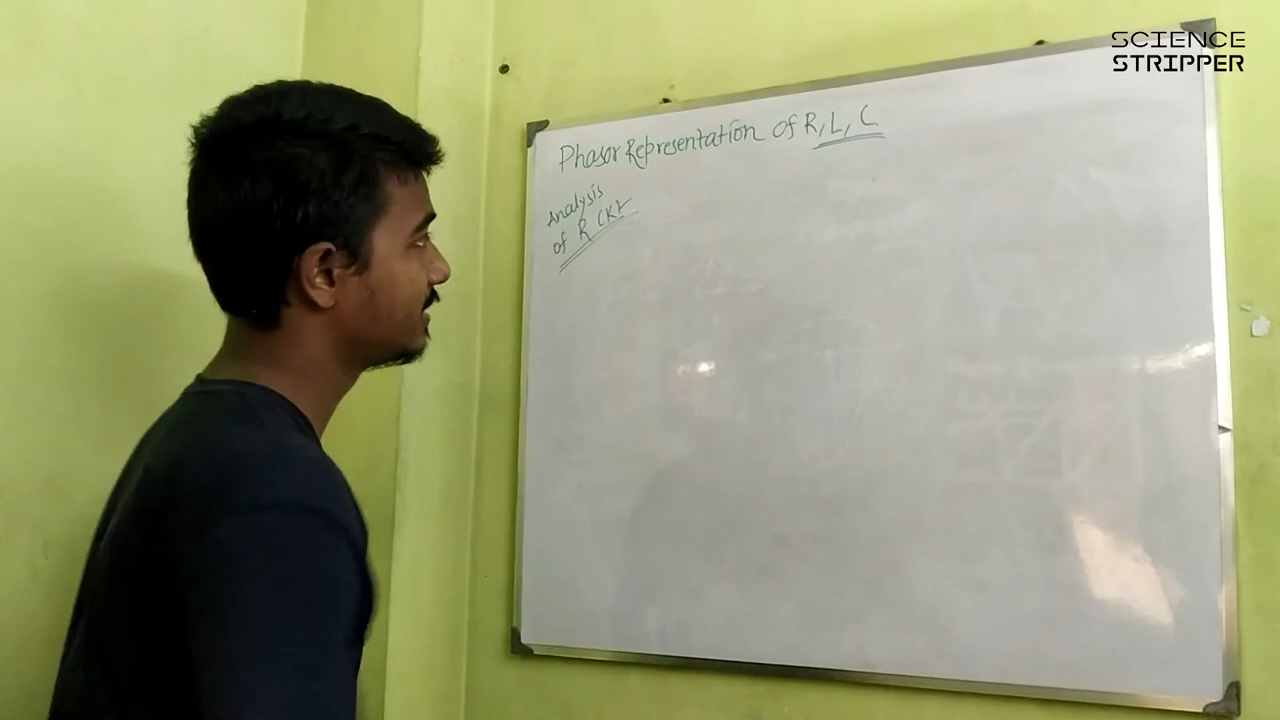 SCIENCE
STRIPPER
Phasor Representation of R, L, C
Analysis
of R CKT